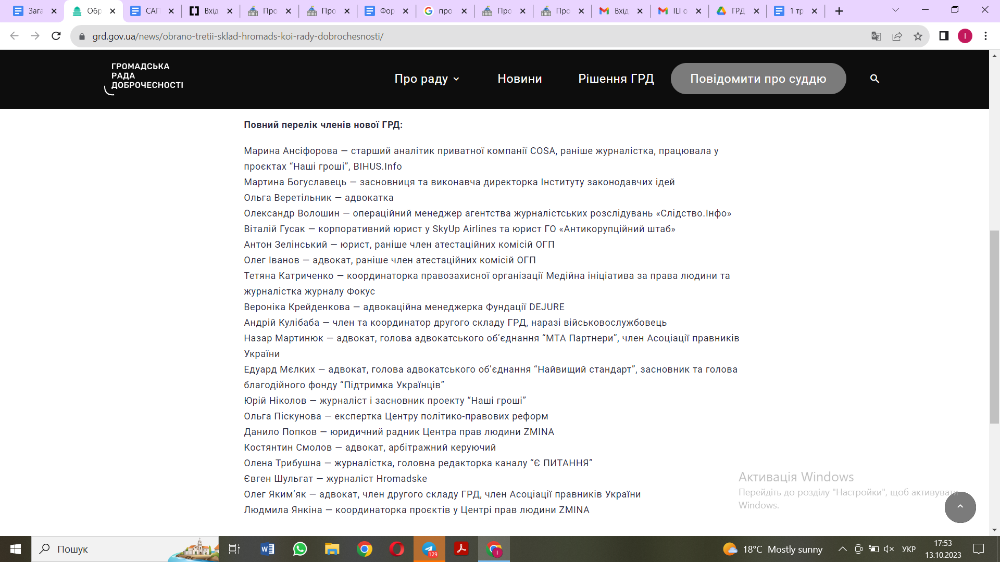 Зага
Обр
САП
Вхід
Про
Про
Фор
про
Про
Про
Вхід
ILI о
ГРД
1 тр
grd.gov.ua/news/obrano-tretii-sklad-hromads-koi-rady-dobrochesnosti/
I
ГРОМАДСЬКА
РАДА
ДОБРОЧЕСНОСТІ
Про раду
Новини
Рішення ГРД
Повідомити про суддю
Повний перелік членів нової ГРД:
Марина Ансіфорова — старший аналітик приватної компанії COSA, раніше журналістка, працювала у
проєктах “Наші гроші”, BIHUS.Info
Мартина Богуславець — засновниця та виконавча директорка Інституту законодавчих ідей
Ольга Веретільник — адвокатка
Олександр Волошин — операційний менеджер агентства журналістських розслідувань «Слідство.Інфо»
Віталій Гусак — корпоративний юрист у SkyUp Airlines та юрист ГО «Антикорупційний штаб»
Антон Зелінський — юрист, раніше член атестаційних комісій ОГП
Олег Іванов — адвокат, раніше член атестаційних комісій ОГП
Тетяна Катриченко — координаторка правозахисної організації Медійна ініціатива за права людини та
журналістка журналу Фокус
Вероніка Крейденкова — адвокаційна менеджерка Фундації DEJURE
Андрій Кулібаба — член та координатор другого складу ГРД, наразі військовослужбовець
Назар Мартинюк — адвокат, голова адвокатського об’єднання “МТА Партнери”, член Асоціації правників
України
Едуард Мєлких — адвокат, голова адвокатського об’єднання “Найвищий стандарт”, засновник та голова
благодійного фонду “Підтримка Українців”
Юрій Ніколов — журналіст і засновник проекту “Наші гроші”
Ольга Піскунова — експертка Центру політико-правових реформ
Данило Попков — юридичний радник Центра прав людини ZMINA
Костянтин Смолов — адвокат, арбітражний керуючий
Олена Трибушна — журналістка, головна редакторка каналу “Є ПИТАННЯ”
Євген Шульгат — журналіст Hromadske
Олег Яким’як — адвокат, член другого складу ГРД, член Асоціації правників України
Людмила Янкіна — координаторка проєктів у Центрі прав людини ZMINA
Активація Windows
Перейдіть до розділу "Настройки", щоб активувати
Windows.
Пошук
129
18°C Mostly sunny
УКР
17:53
13.10.2023